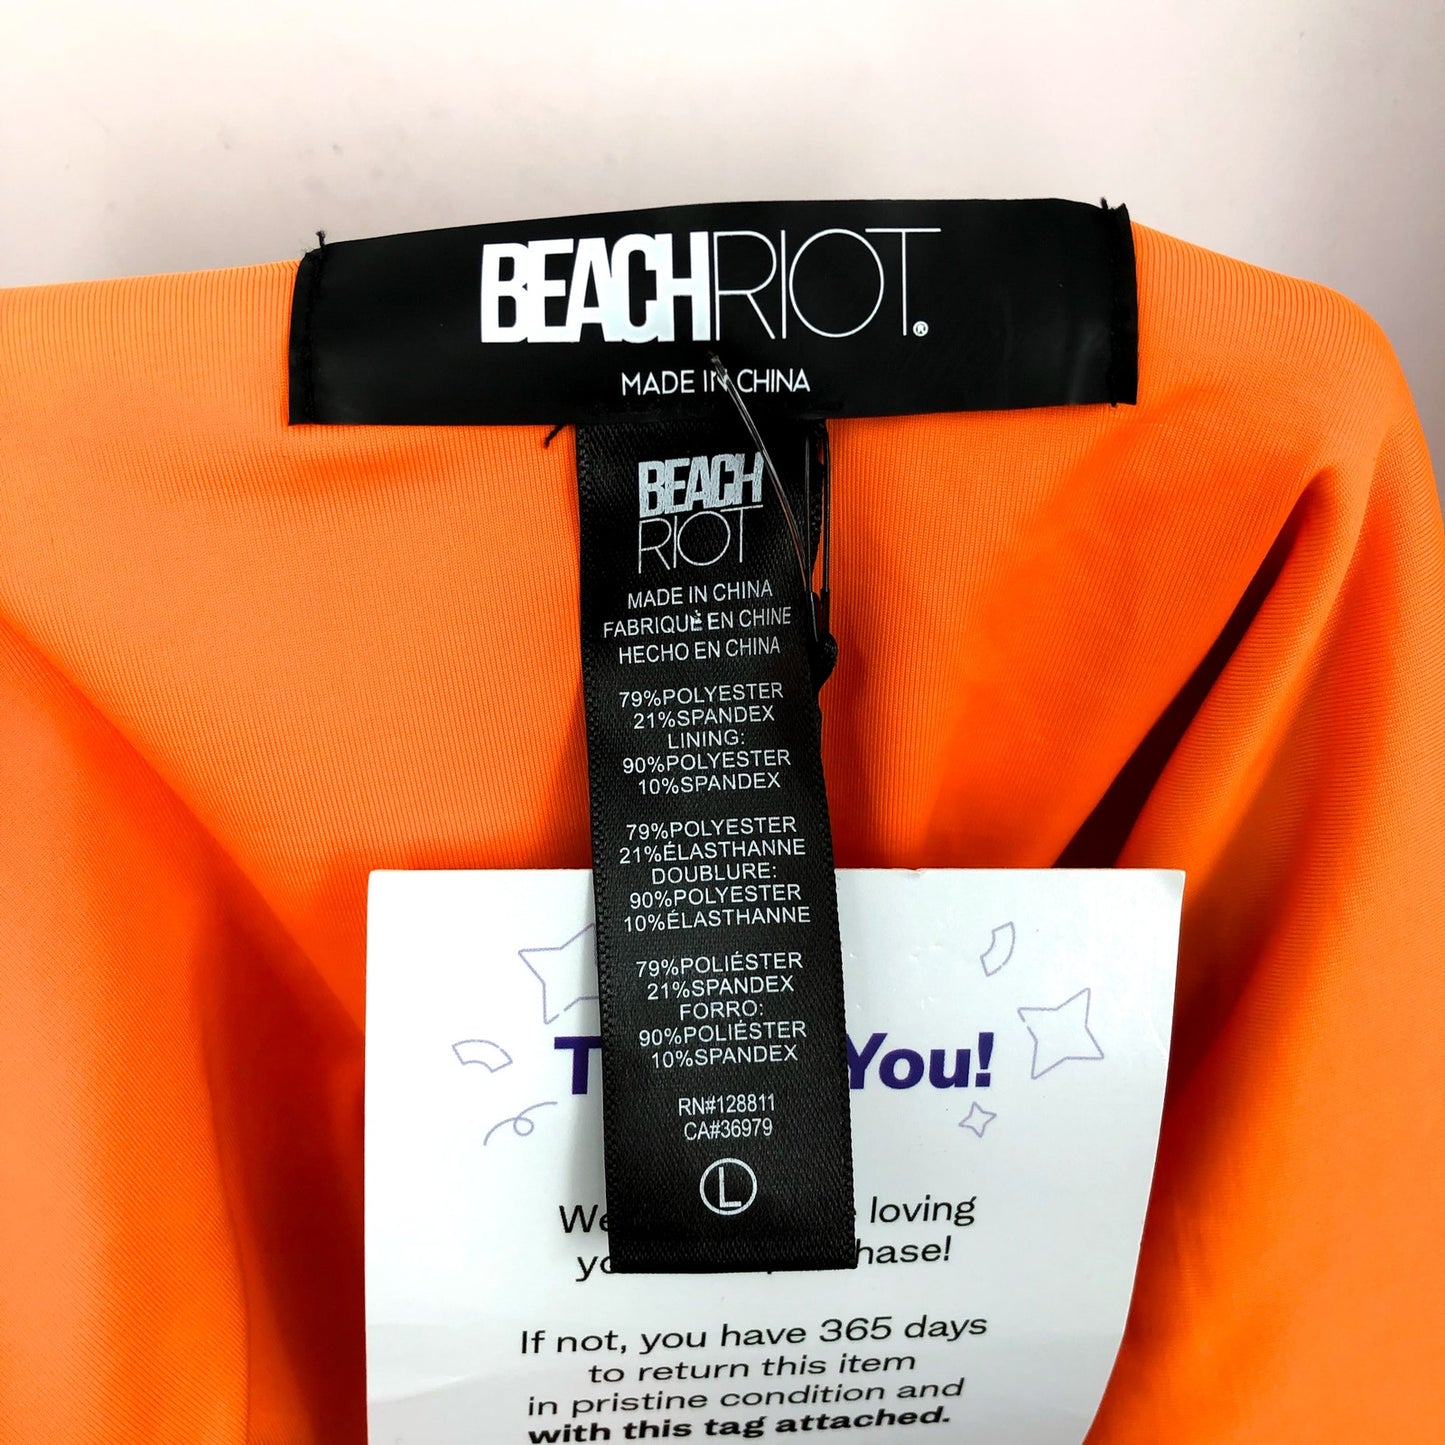 BEACHRIOT®
MADE IN CHINA
BEACH
RIOT
MADE IN CHINA
FABRIQUÉ EN CHINE
HECHO EN CHINA
79%POLYESTER
21%SPANDEX
LINING:
90%POLYESTER
10%SPANDEX
79%POLYESTER
21%ÉLASTHANNE
DOUBLURE:
90%POLYESTER
10%ÉLASTHANNE
79%POLIÉSTER
21%SPANDEX
FORRO:
90%POLIÉSTER
10%SPANDEX
RN#128811
CA#36979
L
You!
loving
If not, you have 365 days
to return this item
in pristine condition and
with this tag attached.